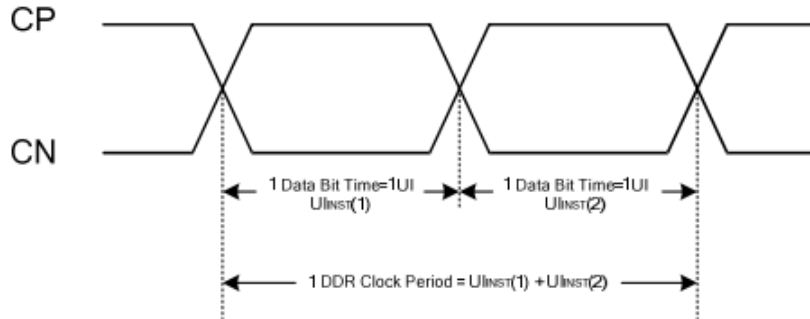 CP
CN
1 Data Bit Time=1UI
UIINST(1)
1 Data Bit Time=1UI
UIINST(2)
1 DDR Clock Period = UIINST(1) + UIINST(2)